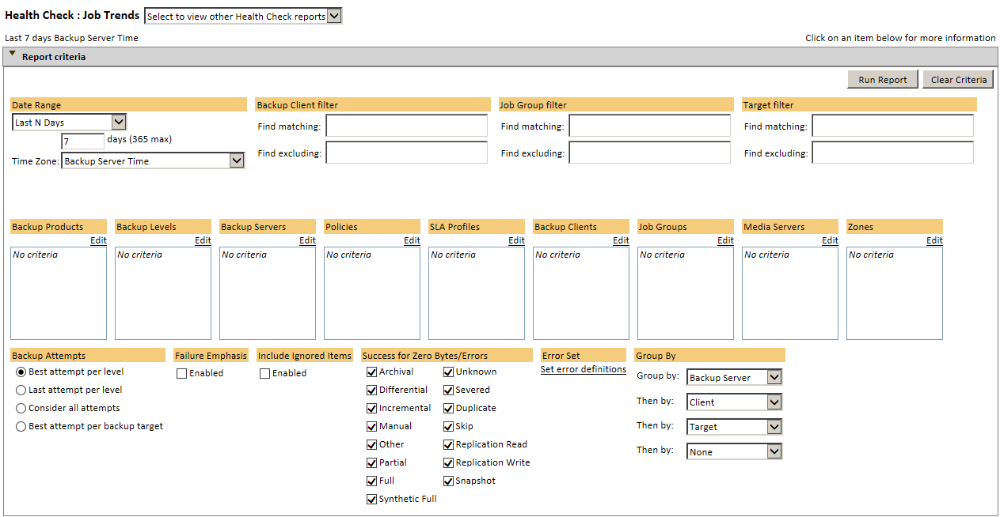 Health Check : Job Trends Select to view other Health Check reports
Last 7 days Backup Server Time
Click on an item below for more information
Report criteria
Run Report Clear Criteria
Date Range
Last N Days
7 days (365 max)
Time Zone: Backup Server Time
Backup Client filter
Find matching:
Find excluding:
Job Group filter
Find matching:
Find excluding:
Target filter
Find matching:
Find excluding:
Backup Products
Edit
No criteria
Backup Levels
Edit
No criteria
Backup Servers
Edit
No criteria
Policies
Edit
No criteria
SLA Profiles
Edit
No criteria
Backup Clients
Edit
No criteria
Job Groups
Edit
No criteria
Media Servers
Edit
No criteria
Zones
Edit
No criteria
Backup Attempts
Best attempt per level
Last attempt per level
Consider all attempts
Best attempt per backup target
Failure Emphasis
Enabled
Include Ignored Items
Enabled
Success for Zero Bytes/Errors
Archival Unknown
Differential Severed
Incremental Duplicate
Manual Skip
Other Replication Read
Partial Replication Write
Full Snapshot
Synthetic Full
Error Set
Set error definitions
Group By
Group by: Backup Server
Then by: Client
Then by: Target
Then by: None